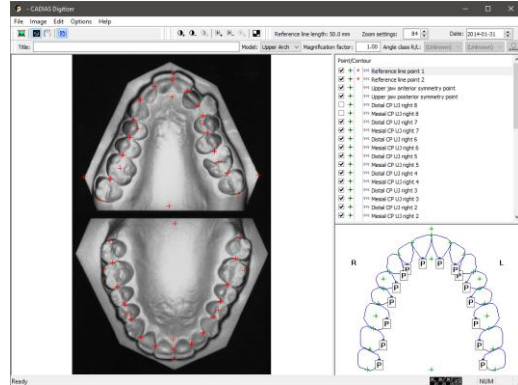 - CADIAS Digitizer
File Image Edit Options Help
Reference line length: 50.0 mm Zoom settings: 84 Date: 2014-01-31
Title: Model: Upper Arch Magnification factor: 1.00 Angle class R/L: (Unknown) (Unknown)
Point/Contour
Reference line point 1
Reference line point 2
Upper jaw anterior symmetry point
Upper jaw posterior symmetry point
Distal CP UJ right 8
Mesial CP UJ right 8
Distal CP UJ right 7
Mesial CP UJ right 7
Distal CP UJ right 6
Mesial CP UJ right 6
Distal CP UJ right 5
Mesial CP UJ right 5
Distal CP UJ right 4
Mesial CP UJ right 4
Distal CP UJ right 3
Mesial CP UJ right 3
Distal CP UJ right 2
Mesial CP UJ right 2
R L
P P P P
P P
P P
P P
P P
P P
Ready NUM